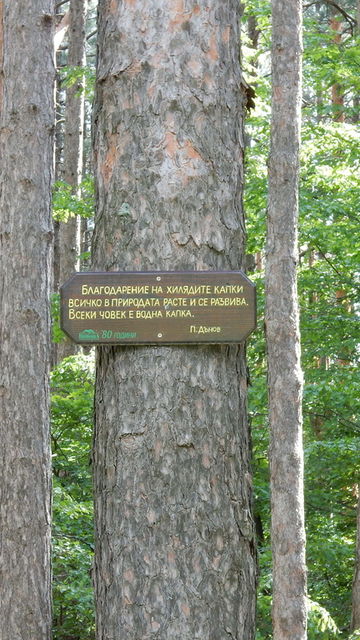 Благодарение на хилядите капки
всичко в природата расте и се развива.
Всеки човек е водна капка.
П. Дънов
80 години